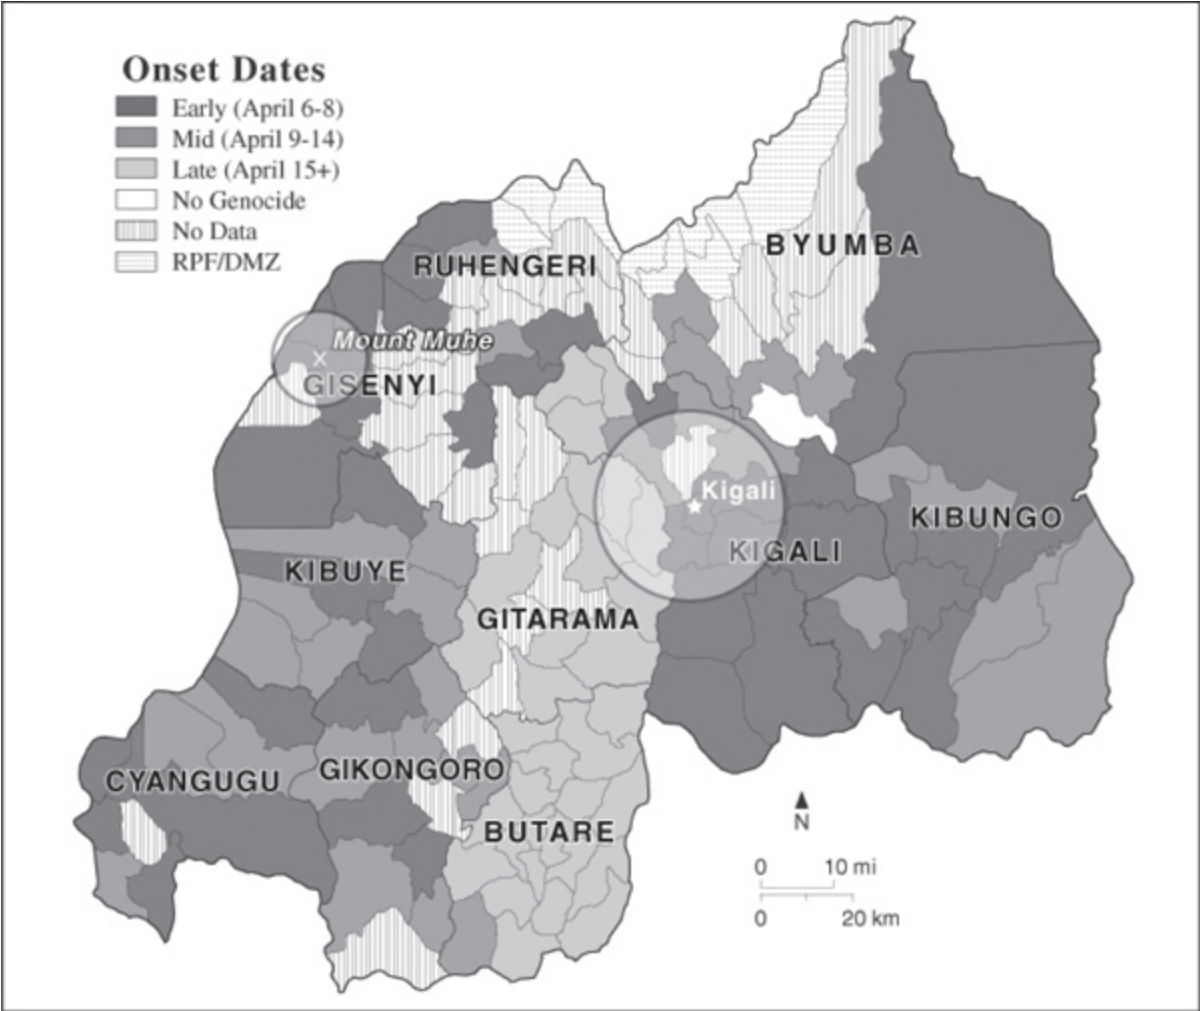 Onset Dates
Early (April 6-8)
Mid (April 9-14)
Late (April 15+)
No Genocide
No Data
RPF/DMZ
BYUMBA
RUHENGERI
Mount Muhe
GISENYI
Kigali
KIBUNGO
KIGALI
KIBUYE
GITARAMA
GIKONGORO
CYANGUGU
BUTARE
N
0 10 mi
0 20 km